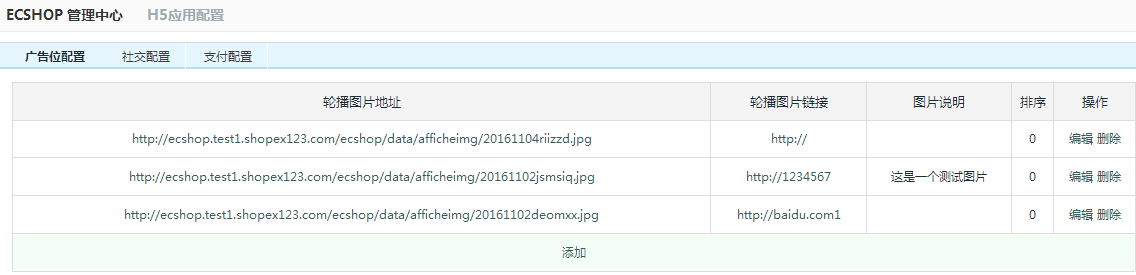 ECSHOP 管理中心 H5应用配置
广告位配置 社交配置 支付配置
轮播图片地址 轮播图片链接 图片说明 排序 操作
http://ecshop.test1.shopex123.com/ecshop/data/afficheimg/20161104riizzd.jpg http:// 0 编辑 删除
http://ecshop.test1.shopex123.com/ecshop/data/afficheimg/20161102jsmsiq.jpg http://1234567 这是一个测试图片 0 编辑 删除
http://ecshop.test1.shopex123.com/ecshop/data/afficheimg/20161102deomxx.jpg http://baidu.com1 0 编辑 删除
添加